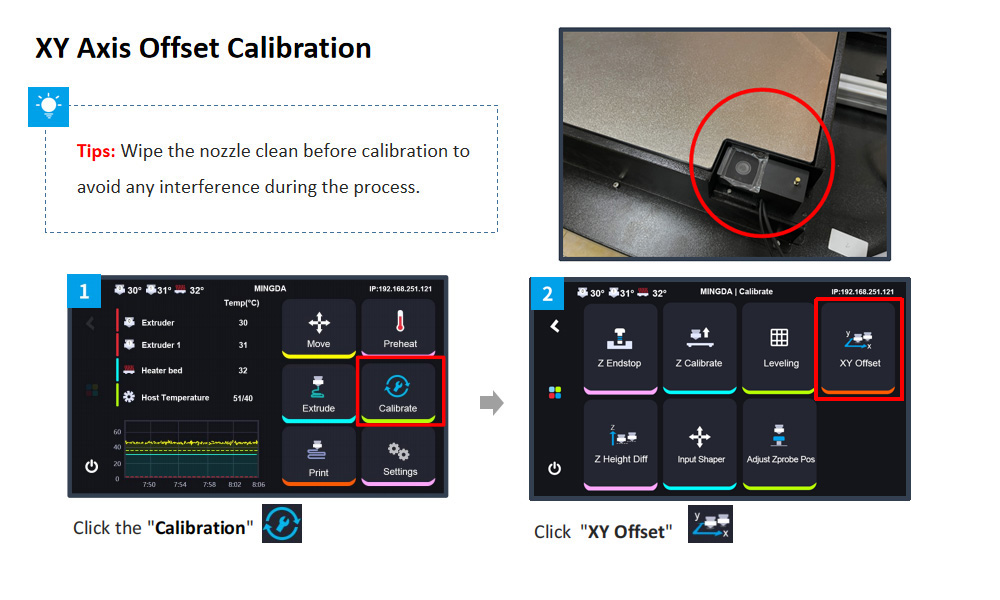 XY Axis Offset Calibration
Tips: Wipe the nozzle clean before calibration to
avoid any interference during the process.
1
30° 31° 32°
MINGDA
IP:192.168.251.121
Temp(°C)
Extruder 30
Extruder 1 31
Heater bed 32
Host Temperature 51/40
60
40
20
0
7:50 7:54 7:58 8:02 8:06
Move
Preheat
Extrude
Calibrate
Print
Settings
Click the "Calibration"
2
30° 31° 32°
MINGDA | Calibrate
IP:192.168.251.121
Z Endstop
Z Calibrate
Leveling
y
x
XY Offset
Z
Z Height Diff
Input Shaper
Adjust Zprobe Pos
Click "XY Offset"
y
x